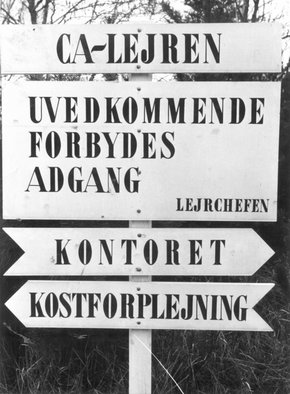 CA-LEJREN
UVEDKOMMENDE
FORBYDES
ADGANG
LEJRCHEFEN
KONTORET
KOSTFORPLEJNING